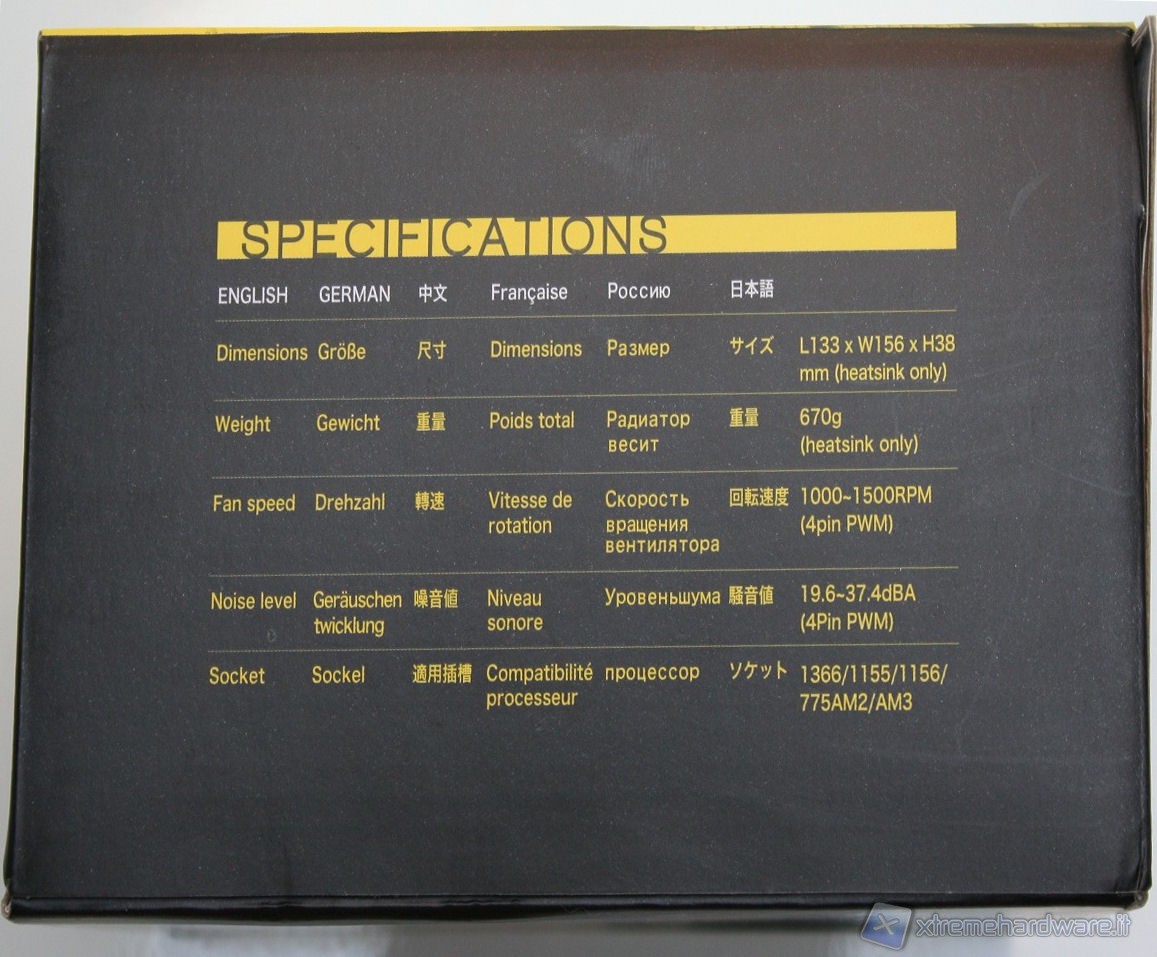 SPECIFICATIONS
ENGLISH GERMAN 中文 Française Россию 日本語
Dimensions Größe 尺寸 Dimensions Размер サイズ L133 x W156 x H38
mm (heatsink only)
Weight Gewicht 重量 Poids total Радиатор 重量 670g
весит (heatsink only)
Fan speed Drehzahl 轉速 Vitesse de Скорость 回転速度 1000~1500RPM
rotation вращения (4pin PWM)
вентилятора
Noise level Geräuschen 噪音値 Niveau Уровеньшума 騒音値 19.6~37.4dBA
twicklung sonore (4Pin PWM)
Socket Sockel 適用插槽 Compatibilité процессор ソケット 1366/1155/1156/
processeur 775AM2/AM3
xtremehardware.it